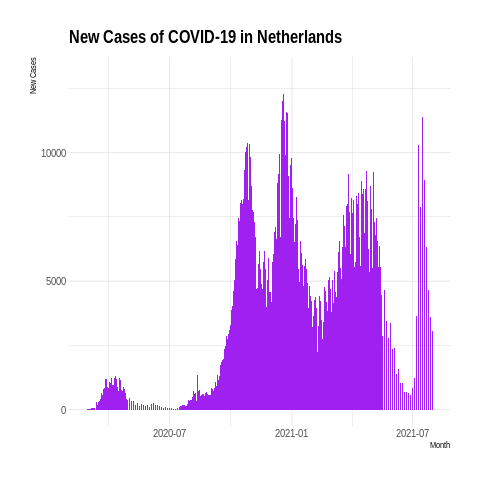 New Cases of COVID-19 in Netherlands
New Cases
10000
5000
0
2020-07
2021-01
2021-07
Month